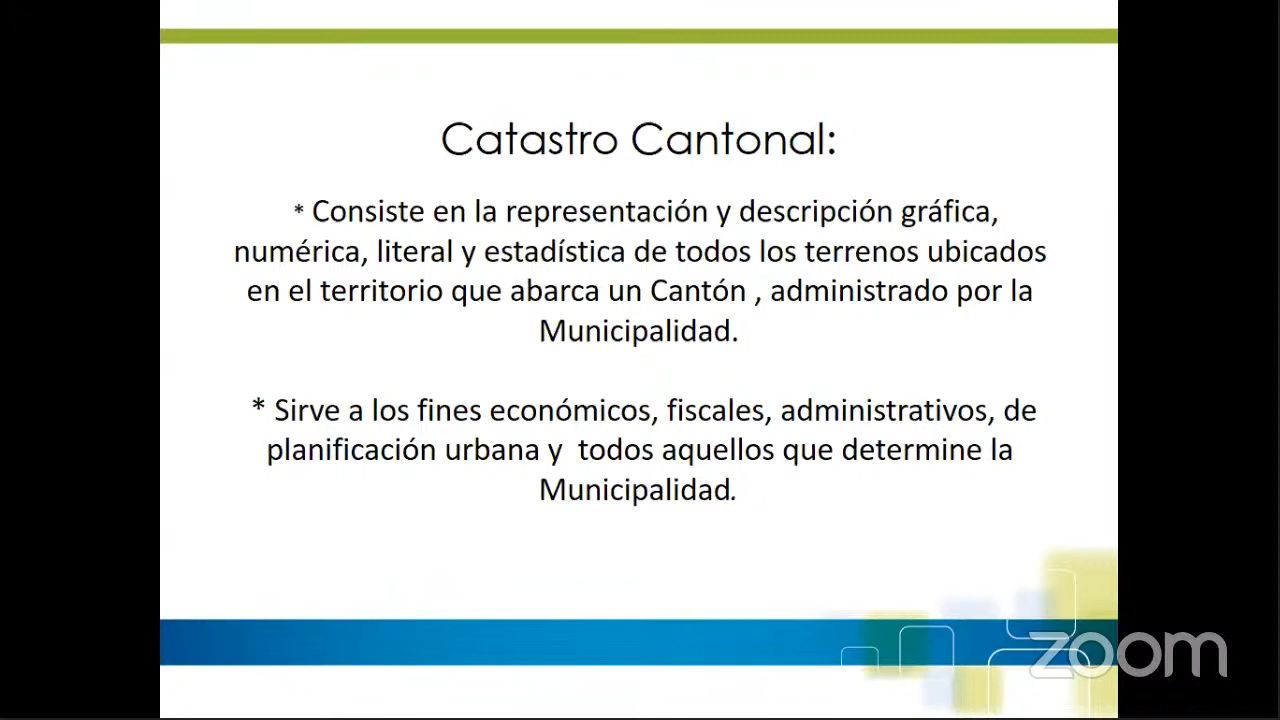 Catastro Cantonal:
* Consiste en la representación y descripción gráfica,
numérica, literal y estadística de todos los terrenos ubicados
en el territorio que abarca un Cantón , administrado por la
Municipalidad.
* Sirve a los fines económicos, fiscales, administrativos, de
planificación urbana y  todos aquellos que determine la
Municipalidad.
zoom